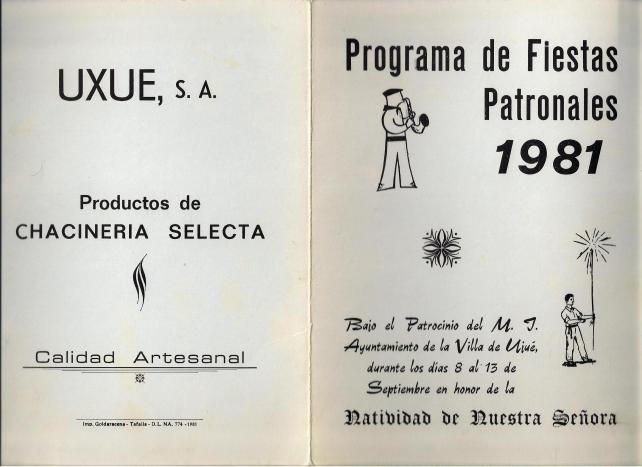 UXUE, S. A.
Productos de
CHACINERIA SELECTA
Calidad Artesanal
Imp. Goldaracena - Tafalla - D. L. NA. 774 - 1981
Programa de Fiestas
Patronales
1981
Bajo el Patrocinio del M. I.
Ayuntamiento de la Villa de Ujué,
durante los días 8 al 13 de
Septiembre en honor de la
Natividad de Nuestra Señora